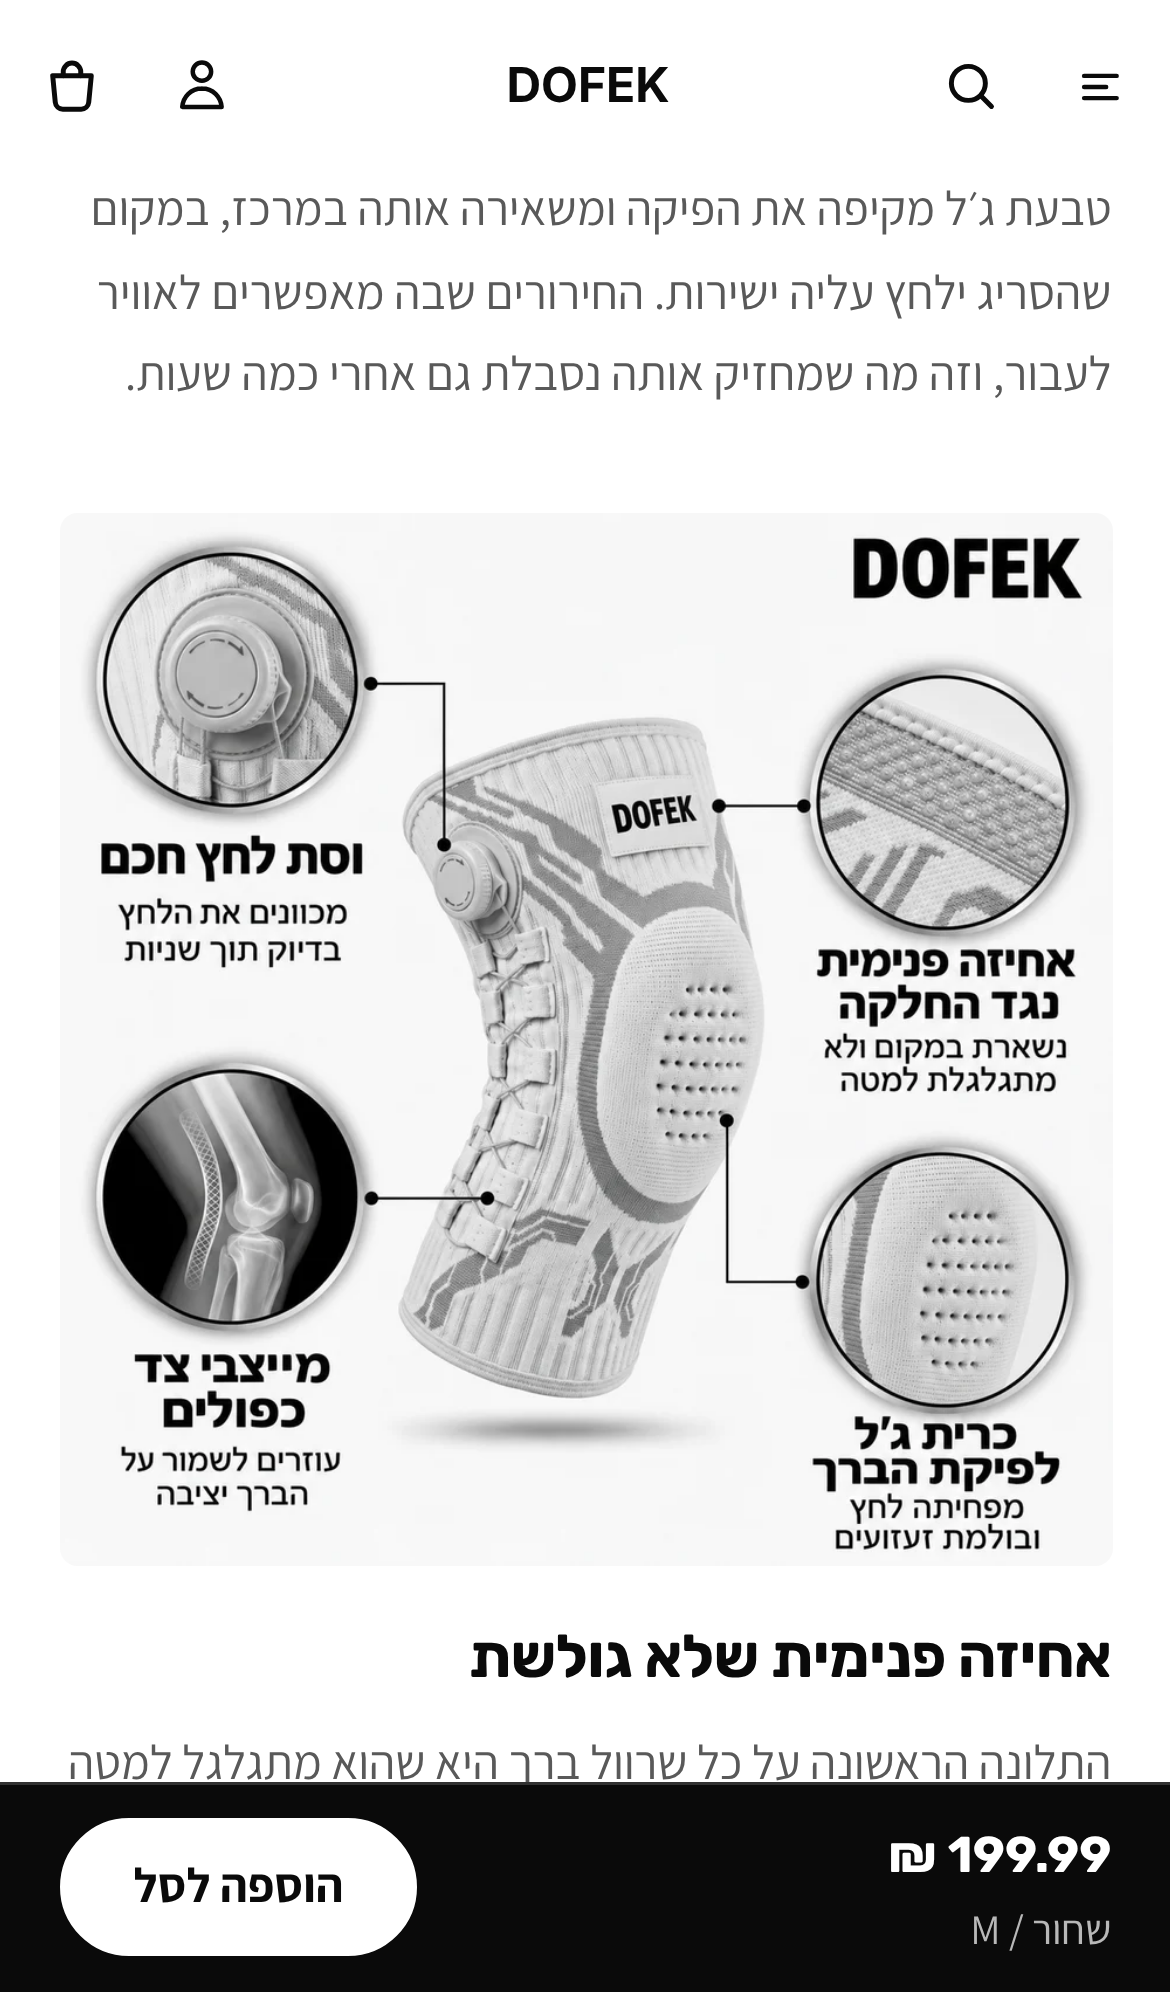 DOFEK
טבעת ג׳ל מקיפה את הפיקה ומשאירה אותה במרכז, במקום
שהסריג ילחץ עליה ישירות. החירורים שבה מאפשרים לאוויר
לעבור, וזה מה שמחזיק אותה נסבלת גם אחרי כמה שעות.
DOFEK
DOFEK
אחיזה פנימית
נגד החלקה
נשארת במקום ולא
מתגלגלת למטה
וסת לחץ חכם
מכוונים את הלחץ
בדיוק תוך שניות
כרית ג'ל
לפיקת הברך
מפחיתה לחץ
ובולמת זעזועים
מייצבי צד
כפולים
עוזרים לשמור על
הברך יציבה
אחיזה פנימית שלא גולשת
התלונה הראשונה על כל שרוול ברך היא שהוא מתגלגל למטה
199.99 ₪
שחור / M
הוספה לסל